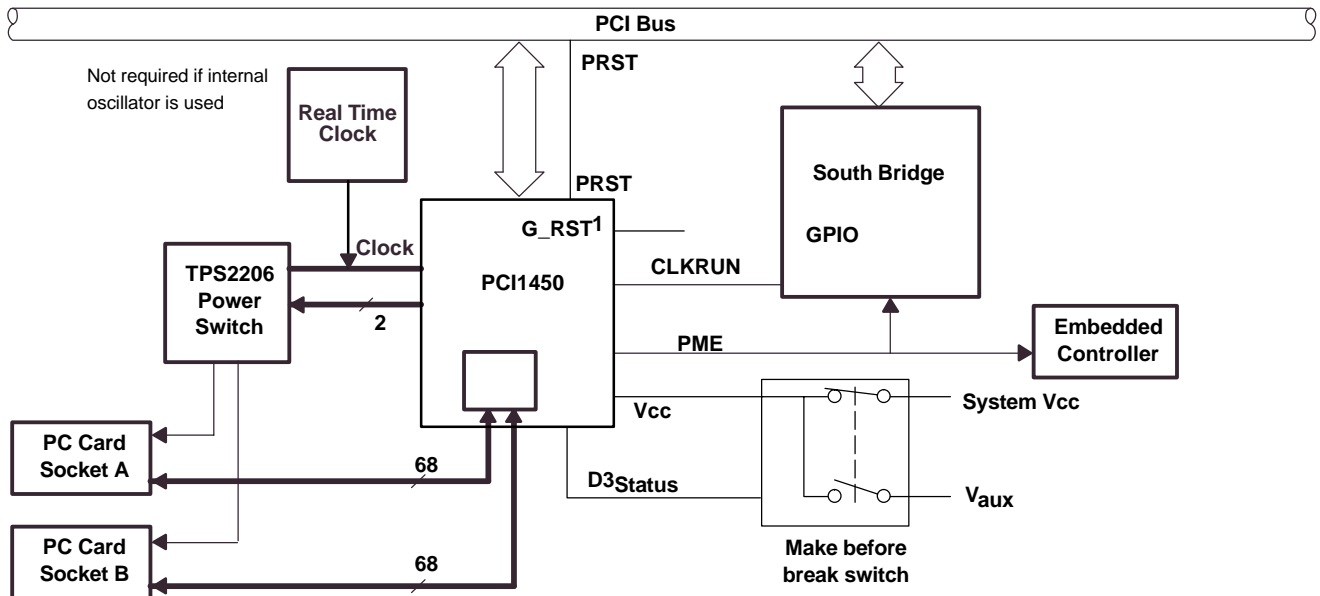 PCI Bus
PRST
Not required if internal
oscillator is used
Real Time
Clock
PRST
South Bridge
GPIO
G_RST1
Clock
CLKRUN
TPS2206
Power
Switch
PCI1450
2
PME
Embedded
Controller
Vcc
System Vcc
PC Card
Socket A
68
D3Status
Vaux
PC Card
Socket B
68
Make before
break switch